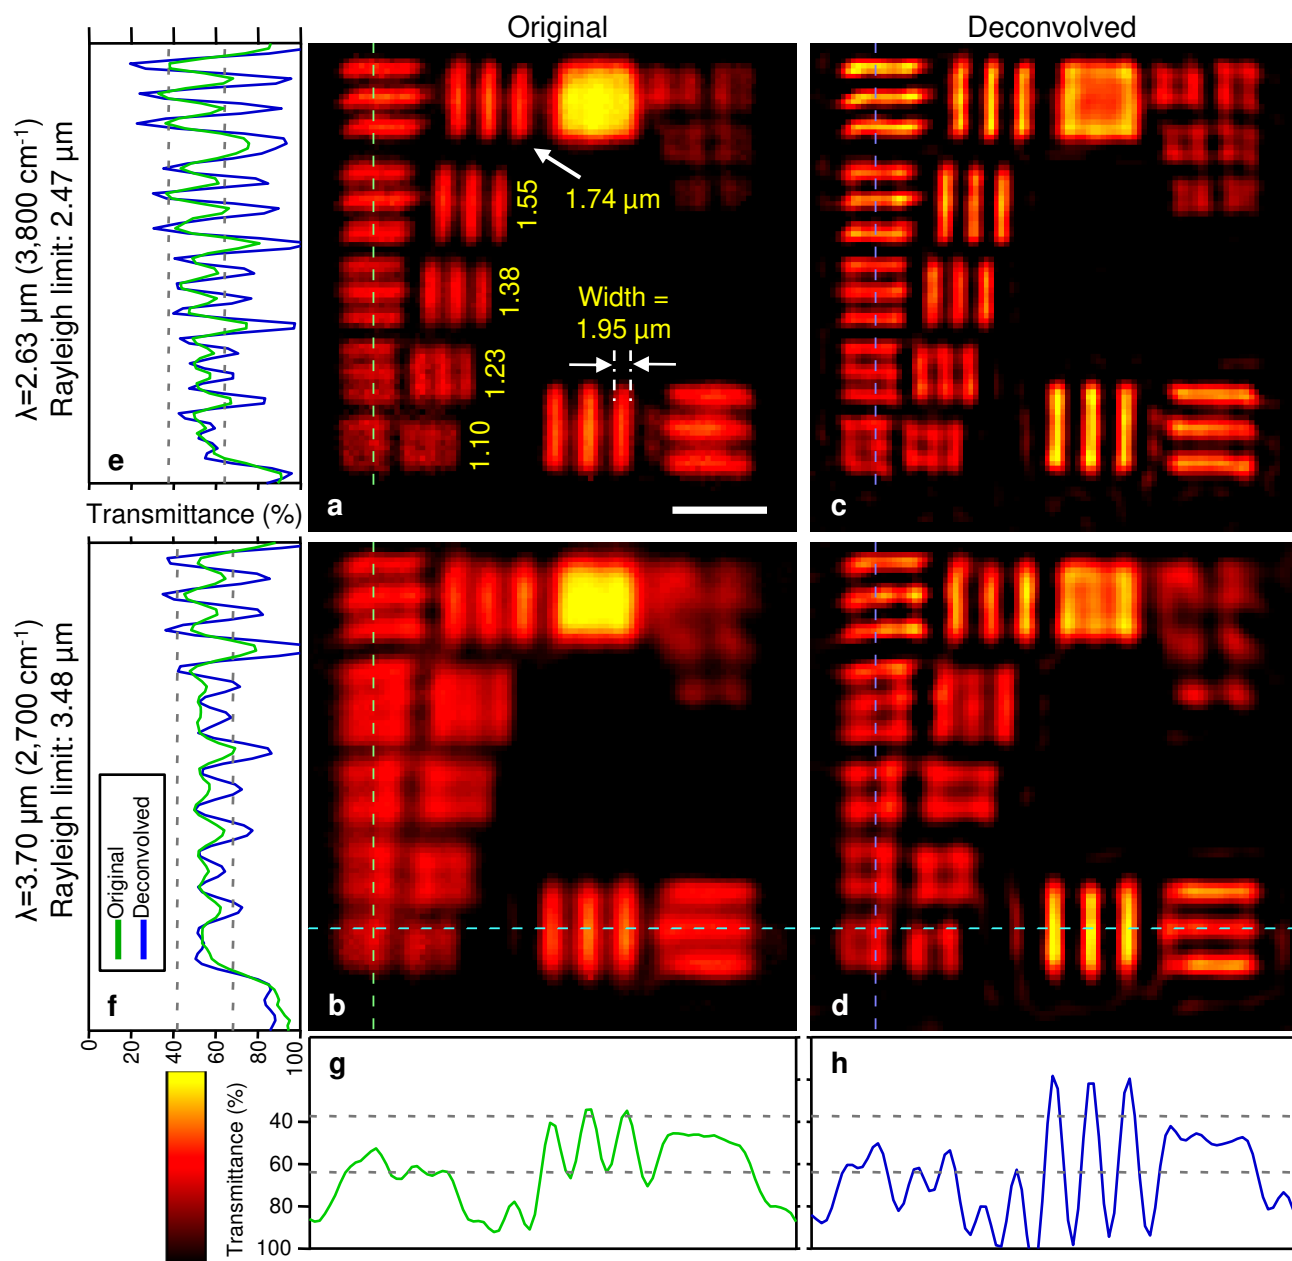 Original
Deconvolved
λ=2.63 µm (3,800 cm-1)
Rayleigh limit: 2.47 µm
e
1.74 µm
1.55
1.38
1.23
1.10
Width =
1.95 µm
a
c
Transmittance (%)
λ=3.70 µm (2,700 cm-1)
Rayleigh limit: 3.48 µm
Original
Deconvolved
f
b
d
0
20
40
60
80
100
Transmittance (%)
g
h
40
60
80
100